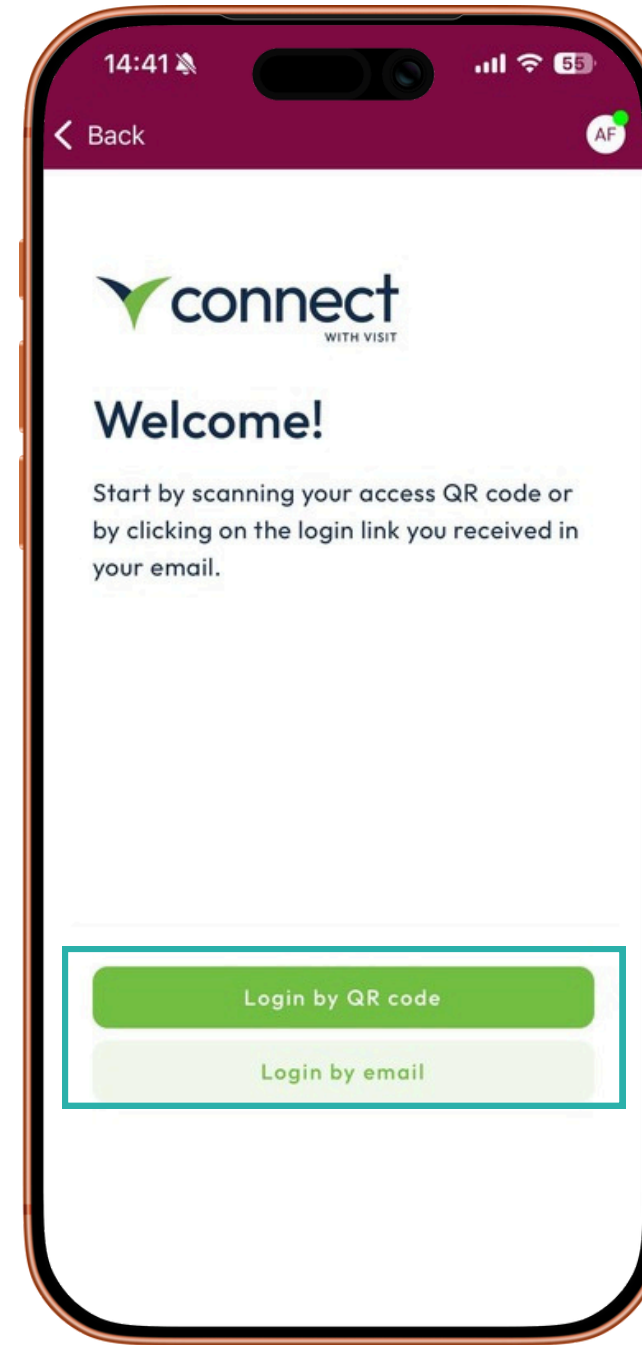 14:41
55
Back
AF
connect
WITH VISIT
Welcome!
Start by scanning your access QR code or
by clicking on the login link you received in
your email.
Login by QR code
Login by email